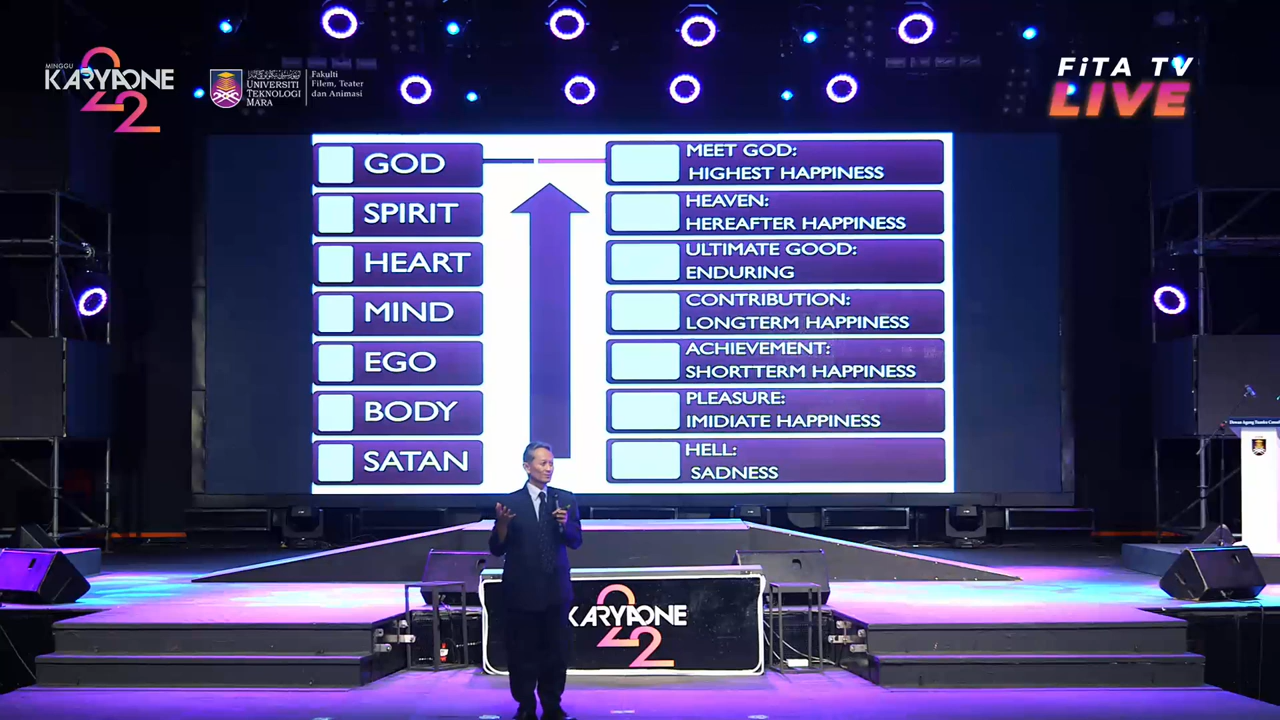 MINGGU
KARYAONE
22
UNIVERSITI
TEKNOLOGI
MARA
Fakulti
Filem, Teater
dan Animasi
FiTA TV
LIVE
GOD
MEET GOD:
HIGHEST HAPPINESS
SPIRIT
HEAVEN:
HEREAFTER HAPPINESS
HEART
ULTIMATE GOOD:
ENDURING
MIND
CONTRIBUTION:
LONGTERM HAPPINESS
EGO
ACHIEVEMENT:
SHORTTERM HAPPINESS
BODY
PLEASURE:
IMIDIATE HAPPINESS
SATAN
HELL:
SADNESS
KARYAONE
22